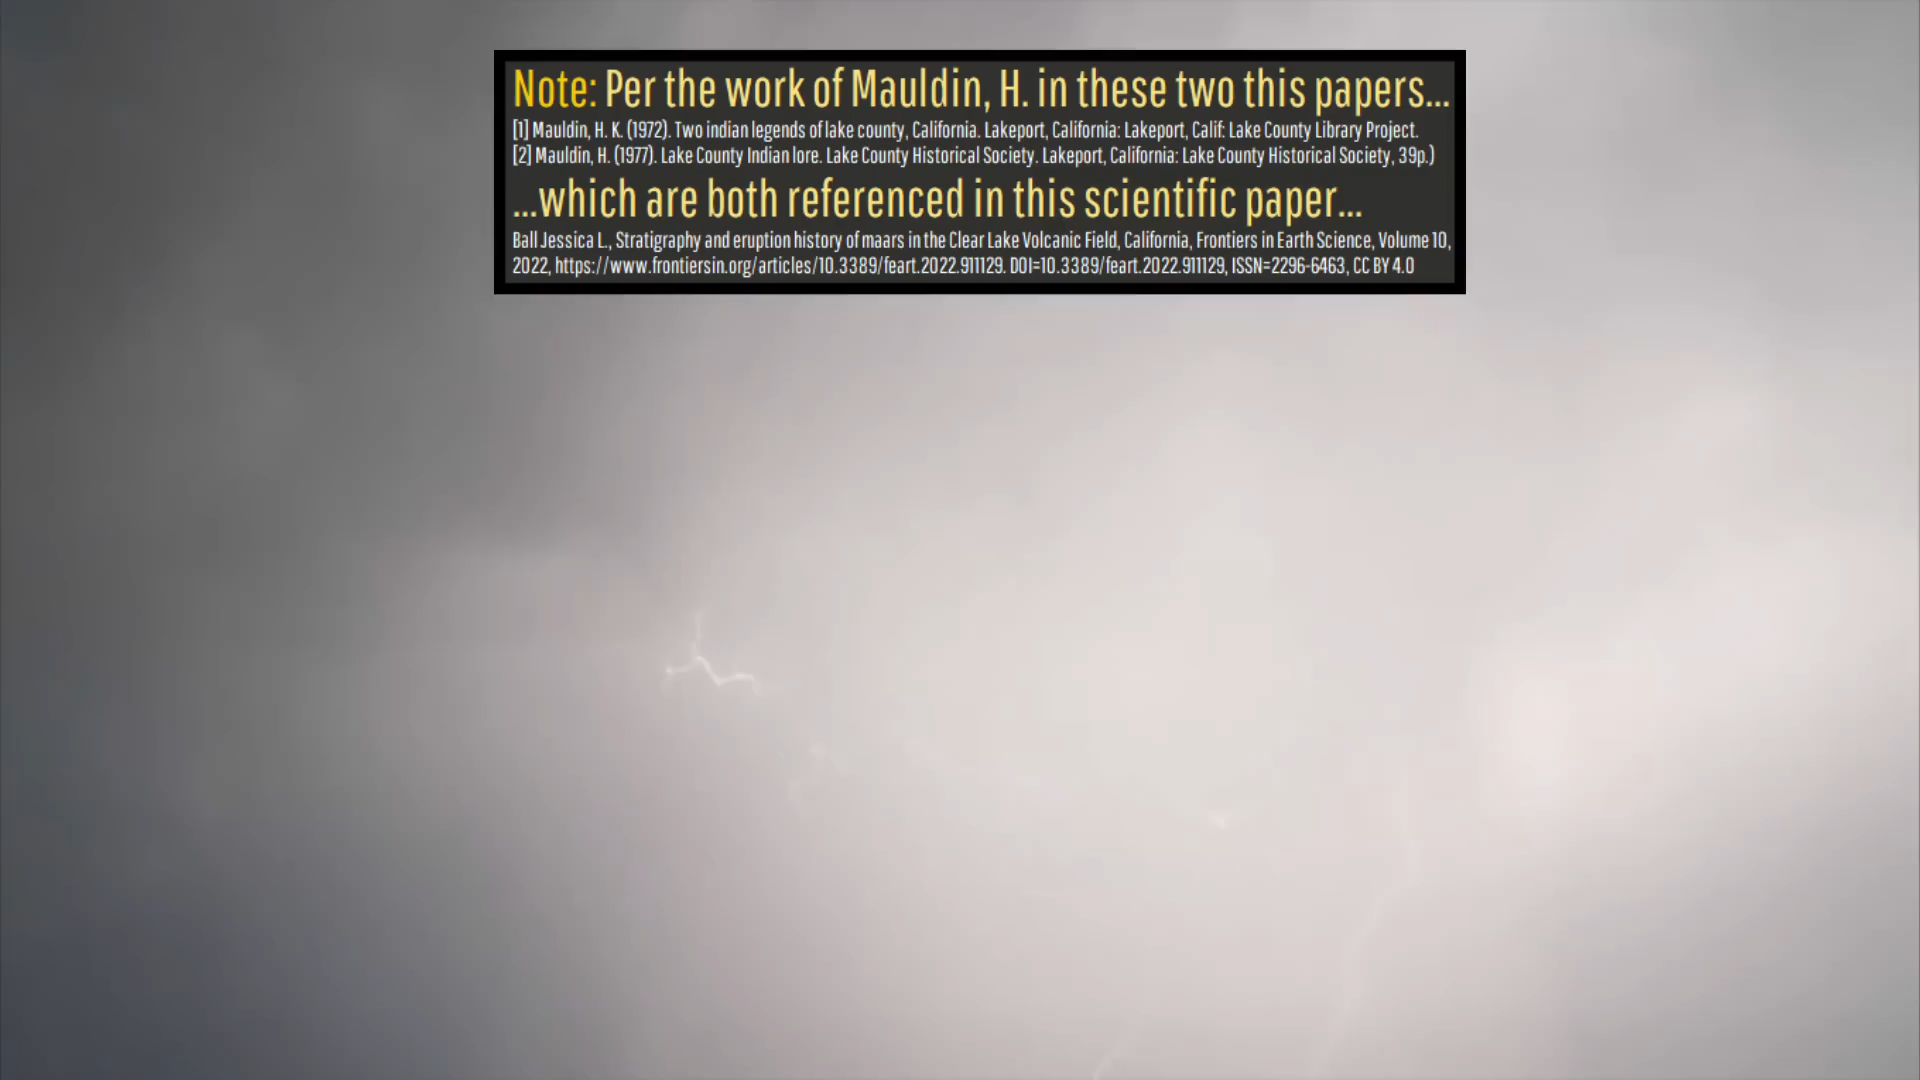 Note: Per the work of Mauldin, H. in these two this papers...
[1] Mauldin, H. K. (1972). Two indian legends of lake county, California. Lakeport, California: Lakeport, Calif: Lake County Library Project.
[2] Mauldin, H. (1977). Lake County Indian lore. Lake County Historical Society. Lakeport, California: Lake County Historical Society, 39p.)
...which are both referenced in this scientific paper...
Ball Jessica L., Stratigraphy and eruption history of maars in the Clear Lake Volcanic Field, California, Frontiers in Earth Science, Volume 10,
2022, https://www.frontiersin.org/articles/10.3389/feart.2022.911129. DOI=10.3389/feart.2022.911129, ISSN=2296-6463, CC BY 4.0